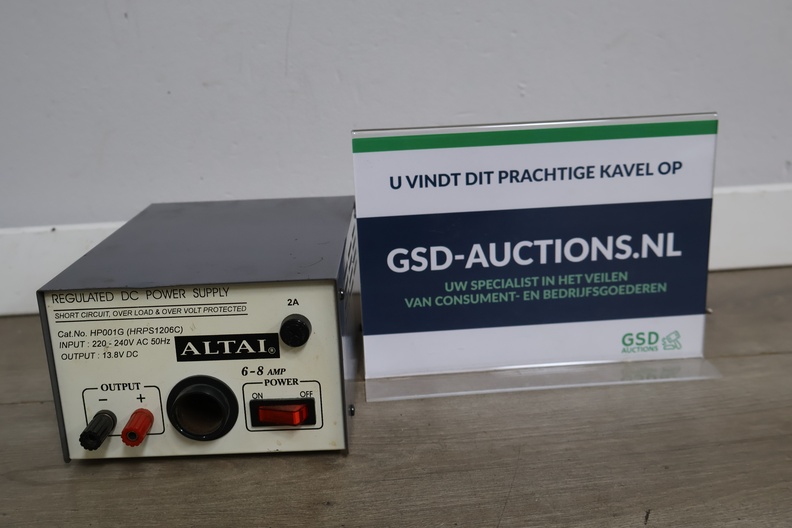 REGULATED DC POWER SUPPLY
SHORT CIRCUIT, OVER LOAD & OVER VOLT PROTECTED
Cat.No. HP001G (HRPS1206C)
INPUT : 220 - 240V AC 50Hz
OUTPUT : 13.8V DC
ALTAI®
2A
6-8 AMP
OUTPUT
- +
POWER
ON OFF
U VINDT DIT PRACHTIGE KAVEL OP
GSD-AUCTIONS.NL
UW SPECIALIST IN HET VEILEN
VAN CONSUMENT- EN BEDRIJFSGOEDEREN
GSD
AUCTIONS